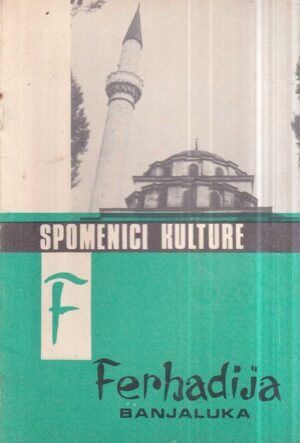 SPOMENICI KULTURE
F
Ferhadija
BANJALUKA